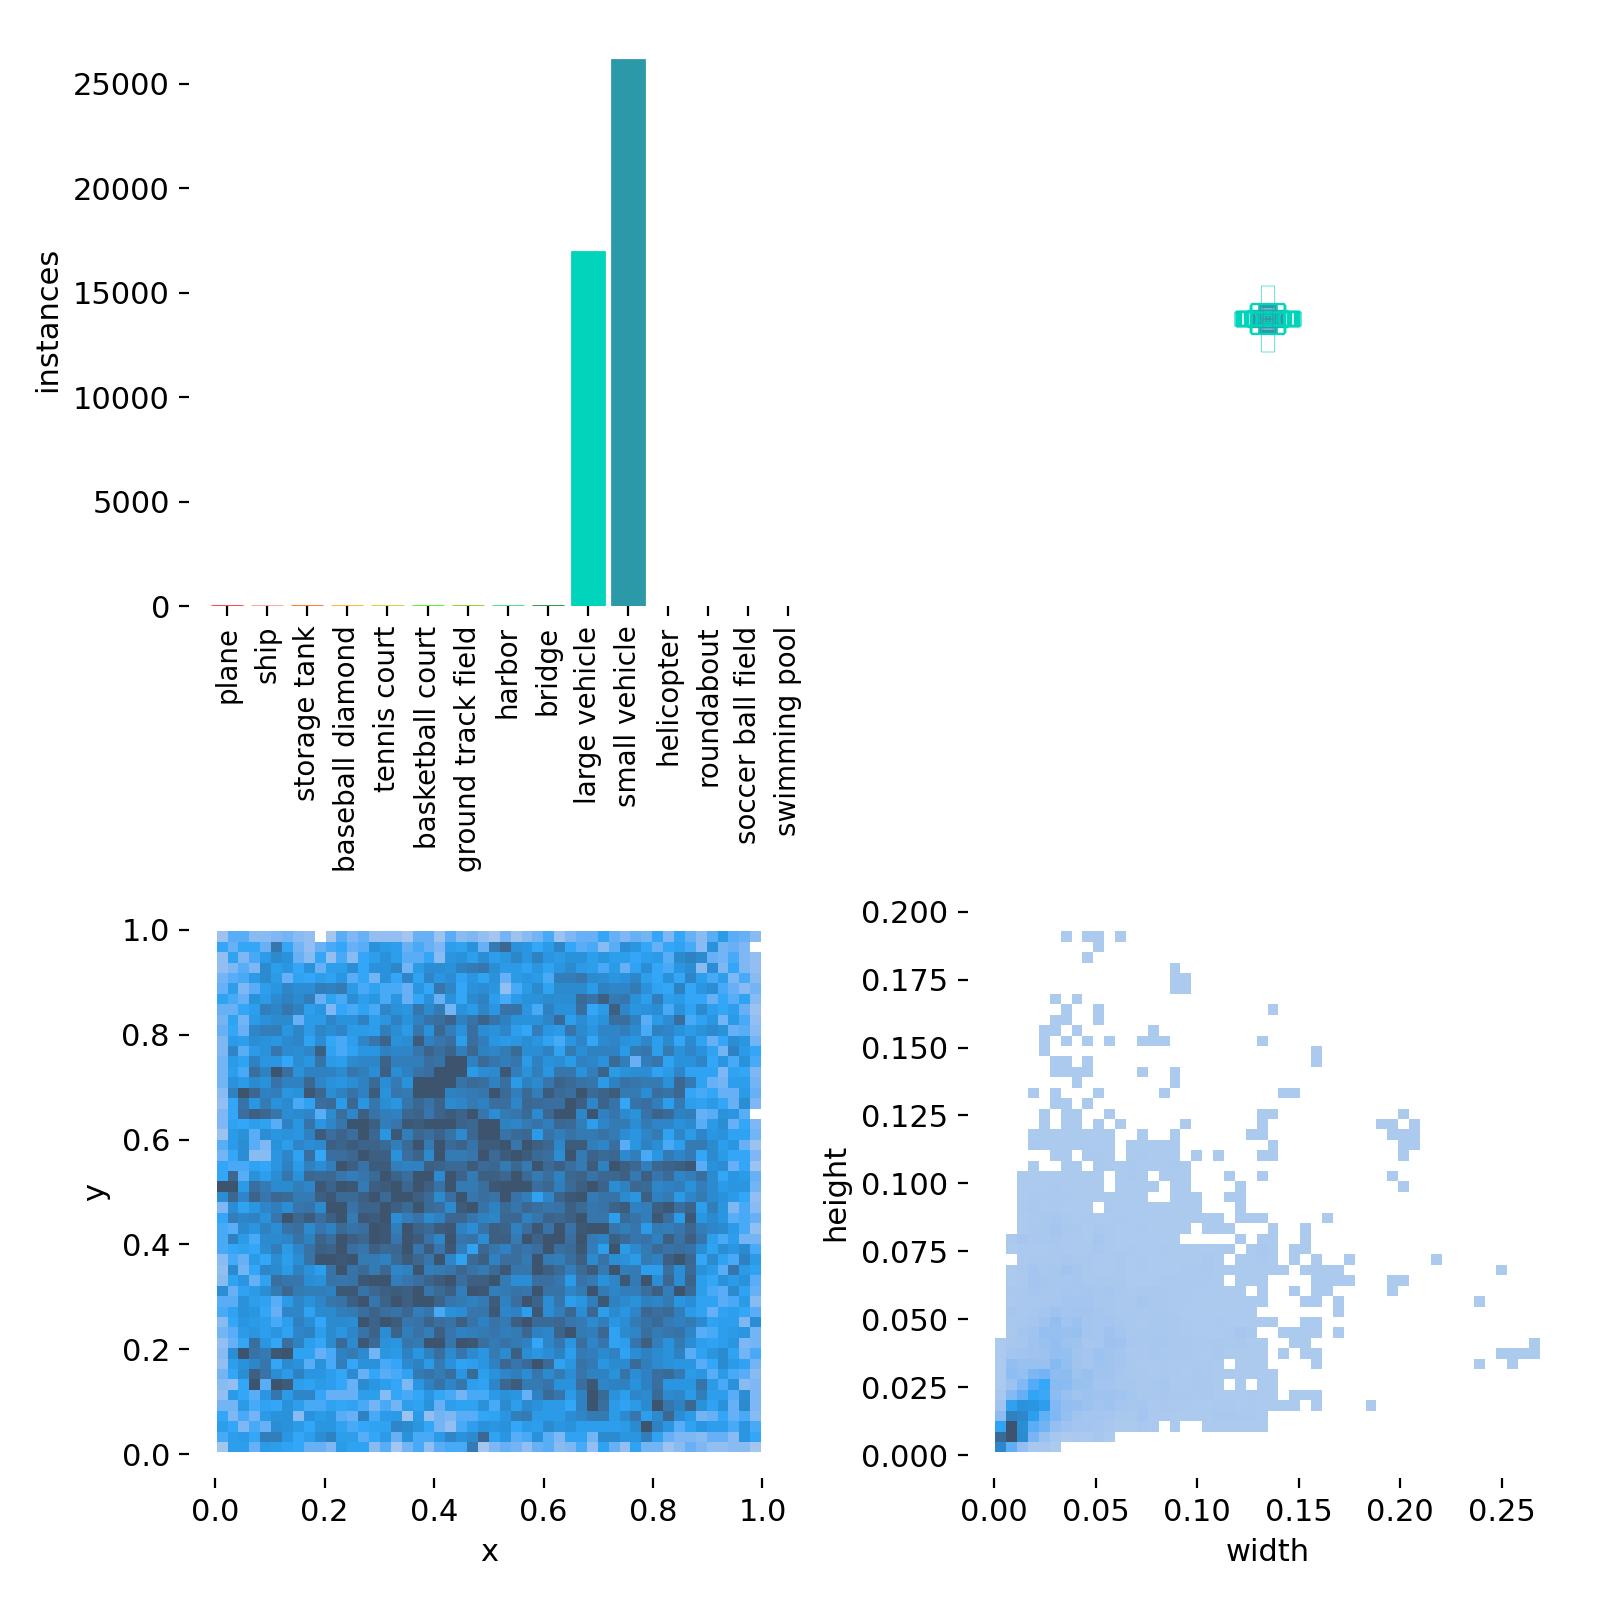 25000
20000
15000
10000
5000
0
instances
plane
ship
storage tank
baseball diamond
tennis court
basketball court
ground track field
harbor
bridge
large vehicle
small vehicle
helicopter
roundabout
soccer ball field
swimming pool
1.0
0.8
0.6
0.4
0.2
0.0
y
0.0 0.2 0.4 0.6 0.8 1.0
x
0.200
0.175
0.150
0.125
0.100
0.075
0.050
0.025
0.000
height
0.00 0.05 0.10 0.15 0.20 0.25
width